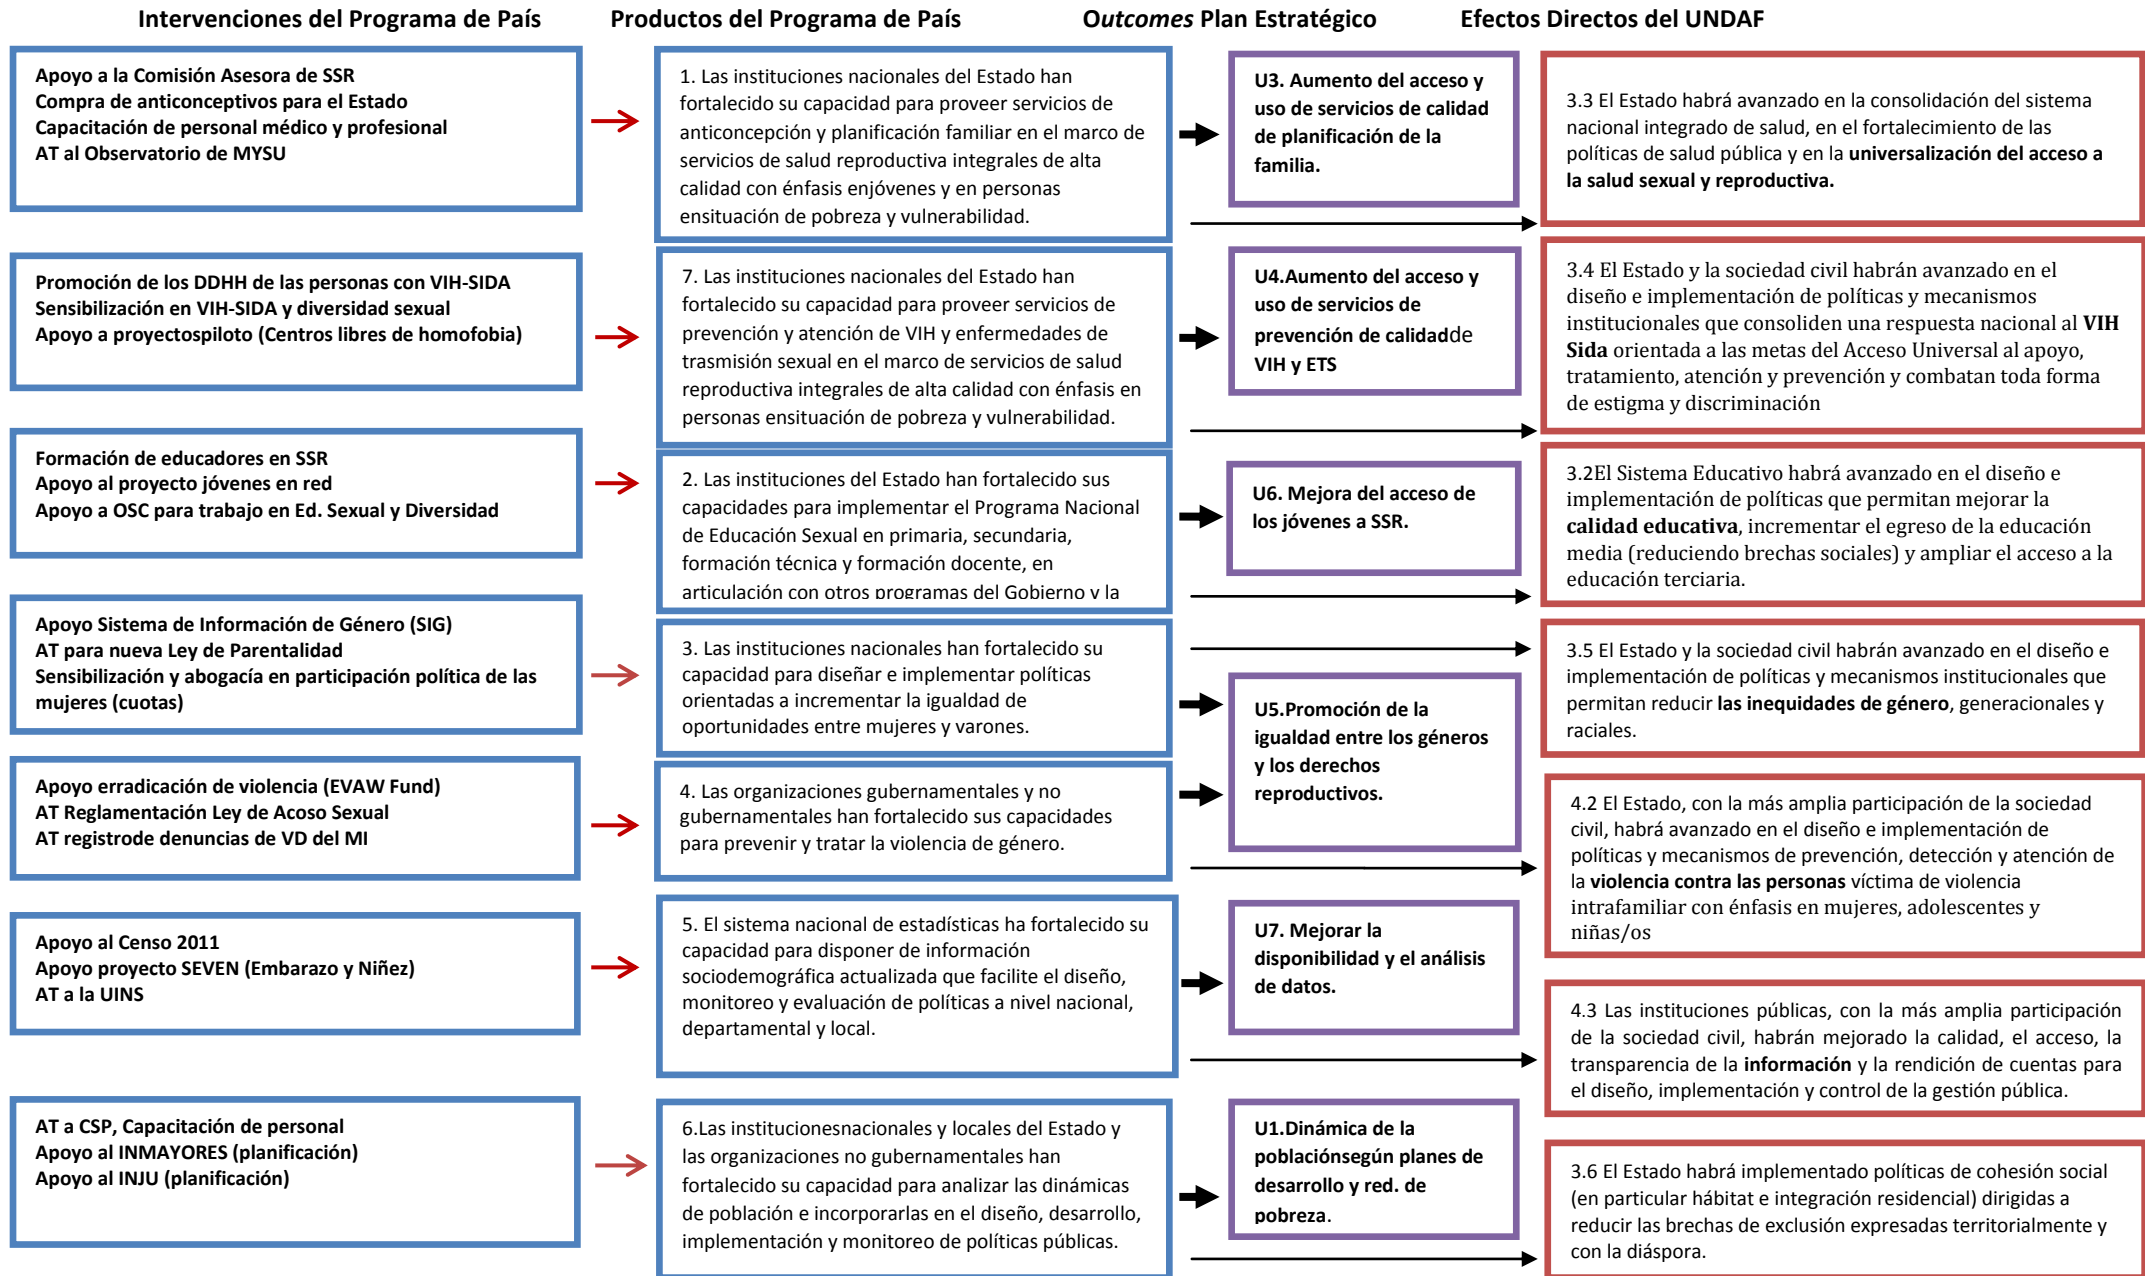 Intervenciones del Programa de País
Productos del Programa de País
Outcomes Plan Estratégico
Efectos Directos del UNDAF
Apoyo a la Comisión Asesora de SSR
Compra de anticonceptivos para el Estado
Capacitación de personal médico y profesional
AT al Observatorio de MYSU
1. Las instituciones nacionales del Estado han
fortalecido su capacidad para proveer servicios de
anticoncepción y planificación familiar en el marco de
servicios de salud reproductiva integrales de alta
calidad con énfasis enjóvenes y en personas
ensituación de pobreza y vulnerabilidad.
U3. Aumento del acceso y
uso de servicios de calidad
de planificación de la
familia.
3.3 El Estado habrá avanzado en la consolidación del sistema
nacional integrado de salud, en el fortalecimiento de las
políticas de salud pública y en la universalización del acceso a
la salud sexual y reproductiva.
Promoción de los DDHH de las personas con VIH-SIDA
Sensibilización en VIH-SIDA y diversidad sexual
Apoyo a proyectospiloto (Centros libres de homofobia)
7. Las instituciones nacionales del Estado han
fortalecido su capacidad para proveer servicios de
prevención y atención de VIH y enfermedades de
trasmisión sexual en el marco de servicios de salud
reproductiva integrales de alta calidad con énfasis en
personas ensituación de pobreza y vulnerabilidad.
U4.Aumento del acceso y
uso de servicios de
prevención de calidadde
VIH y ETS
3.4 El Estado y la sociedad civil habrán avanzado en el
diseño e implementación de políticas y mecanismos
institucionales que consoliden una respuesta nacional al VIH
Sida orientada a las metas del Acceso Universal al apoyo,
tratamiento, atención y prevención y combatan toda forma
de estigma y discriminación
Formación de educadores en SSR
Apoyo al proyecto jóvenes en red
Apoyo a OSC para trabajo en Ed. Sexual y Diversidad
2. Las instituciones del Estado han fortalecido sus
capacidades para implementar el Programa Nacional
de Educación Sexual en primaria, secundaria,
formación técnica y formación docente, en
articulación con otros programas del Gobierno y la
U6. Mejora del acceso de
los jóvenes a SSR.
3.2El Sistema Educativo habrá avanzado en el diseño e
implementación de políticas que permitan mejorar la
calidad educativa, incrementar el egreso de la educación
media (reduciendo brechas sociales) y ampliar el acceso a la
educación terciaria.
Apoyo Sistema de Información de Género (SIG)
AT para nueva Ley de Parentalidad
Sensibilización y abogacía en participación política de las
mujeres (cuotas)
3. Las instituciones nacionales han fortalecido su
capacidad para diseñar e implementar políticas
orientadas a incrementar la igualdad de
oportunidades entre mujeres y varones.
U5.Promoción de la
igualdad entre los géneros
y los derechos
reproductivos.
3.5 El Estado y la sociedad civil habrán avanzado en el diseño e
implementación de políticas y mecanismos institucionales que
permitan reducir las inequidades de género, generacionales y
raciales.
Apoyo erradicación de violencia (EVAW Fund)
AT Reglamentación Ley de Acoso Sexual
AT registrode denuncias de VD del MI
4. Las organizaciones gubernamentales y no
gubernamentales han fortalecido sus capacidades
para prevenir y tratar la violencia de género.
4.2 El Estado, con la más amplia participación de la sociedad
civil, habrá avanzado en el diseño e implementación de
políticas y mecanismos de prevención, detección y atención de
la violencia contra las personas víctima de violencia
intrafamiliar con énfasis en mujeres, adolescentes y
niñas/os
Apoyo al Censo 2011
Apoyo proyecto SEVEN (Embarazo y Niñez)
AT a la UINS
5. El sistema nacional de estadísticas ha fortalecido su
capacidad para disponer de información
sociodemográfica actualizada que facilite el diseño,
monitoreo y evaluación de políticas a nivel nacional,
departamental y local.
U7. Mejorar la
disponibilidad y el análisis
de datos.
4.3 Las instituciones públicas, con la más amplia participación
de la sociedad civil, habrán mejorado la calidad, el acceso, la
transparencia de la información y la rendición de cuentas para
el diseño, implementación y control de la gestión pública.
AT a CSP, Capacitación de personal
Apoyo al INMAYORES (planificación)
Apoyo al INJU (planificación)
6.Las institucionesnacionales y locales del Estado y
las organizaciones no gubernamentales han
fortalecido su capacidad para analizar las dinámicas
de población e incorporarlas en el diseño, desarrollo,
implementación y monitoreo de políticas públicas.
U1.Dinámica de la
poblaciónsegún planes de
desarrollo y red. de
pobreza.
3.6 El Estado habrá implementado políticas de cohesión social
(en particular hábitat e integración residencial) dirigidas a
reducir las brechas de exclusión expresadas territorialmente y
con la diáspora.